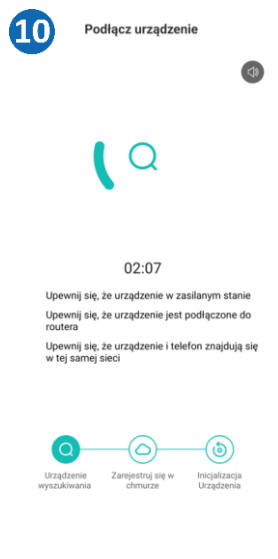 10
Podłącz urządzenie
02:07
Upewnij się, że urządzenie w zasilanym stanie
Upewnij się, że urządzenie jest podłączone do
routera
Upewnij się, że urządzenie i telefon znajdują się
w tej samej sieci
Urządzenie
wyszukiwania
Zarejestruj się w
chmurze
Inicjalizacja
Urządzenia